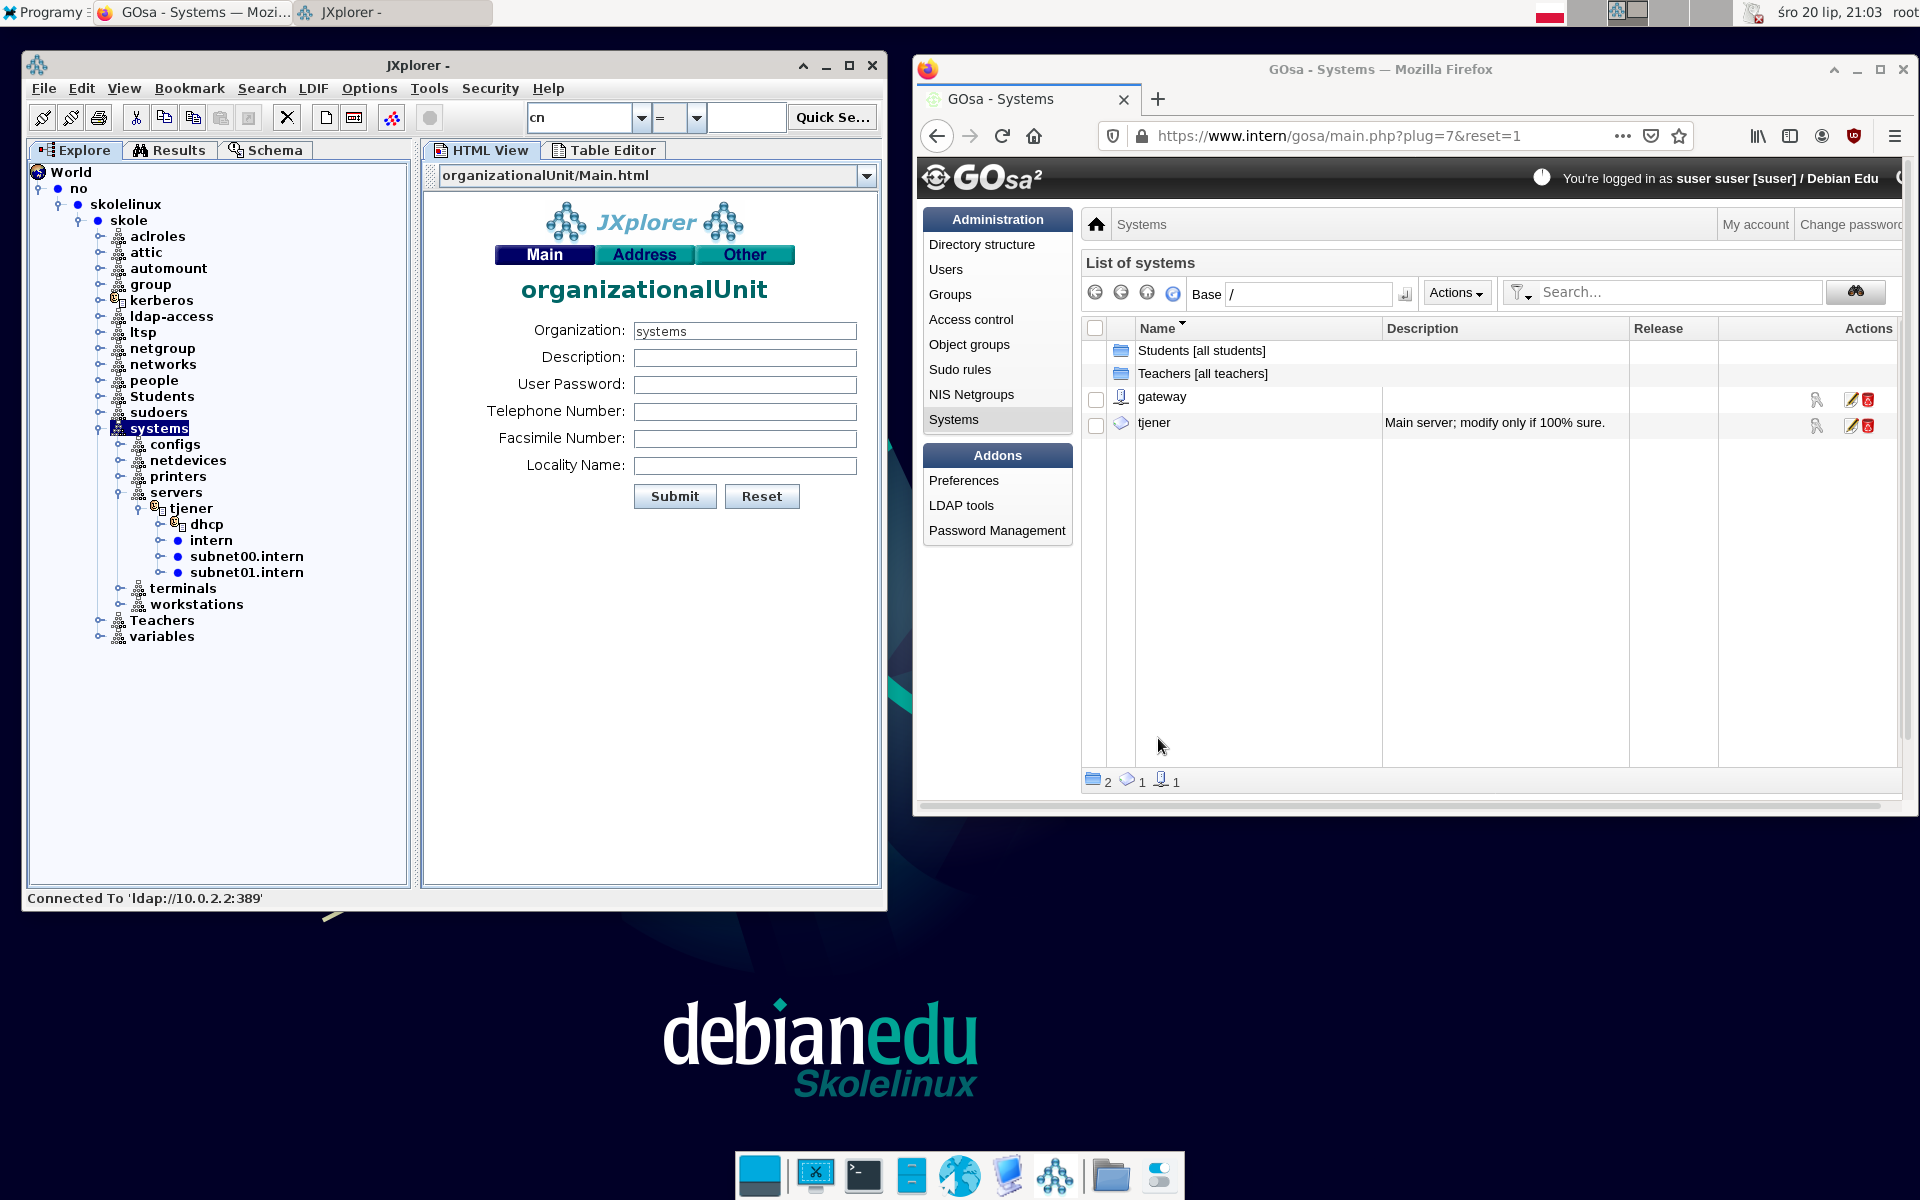 Programy
GOsa - Systems — Mozi...
JXplorer -
śro 20 lip, 21:03
root
JXplorer -
File Edit View Bookmark Search LDIF Options Tools Security Help
cn
=
Quick Se...
Explore Results Schema
World
no
skolelinux
skole
aclroles
attic
automount
group
kerberos
ldap-access
ltsp
netgroup
networks
people
Students
sudoers
systems
configs
netdevices
printers
servers
tjener
dhcp
intern
subnet00.intern
subnet01.intern
terminals
workstations
Teachers
variables
HTML View Table Editor
organizationalUnit/Main.html
JXplorer
Main Address Other
organizationalUnit
Organization: systems
Description:
User Password:
Telephone Number:
Facsimile Number:
Locality Name:
Submit Reset
Connected To 'ldap://10.0.2.2:389'
GOsa - Systems — Mozilla Firefox
GOsa - Systems
https://www.intern/gosa/main.php?plug=7&reset=1
GOsa²
You're logged in as suser suser [suser] / Debian Edu
Administration
Directory structure
Users
Groups
Access control
Object groups
Sudo rules
NIS Netgroups
Systems
Addons
Preferences
LDAP tools
Password Management
Systems
My account
Change password
List of systems
Base / Actions Search...
Name Description Release Actions
Students [all students]
Teachers [all teachers]
gateway
tjener Main server; modify only if 100% sure.
2 1 1
debianedu
Skolelinux